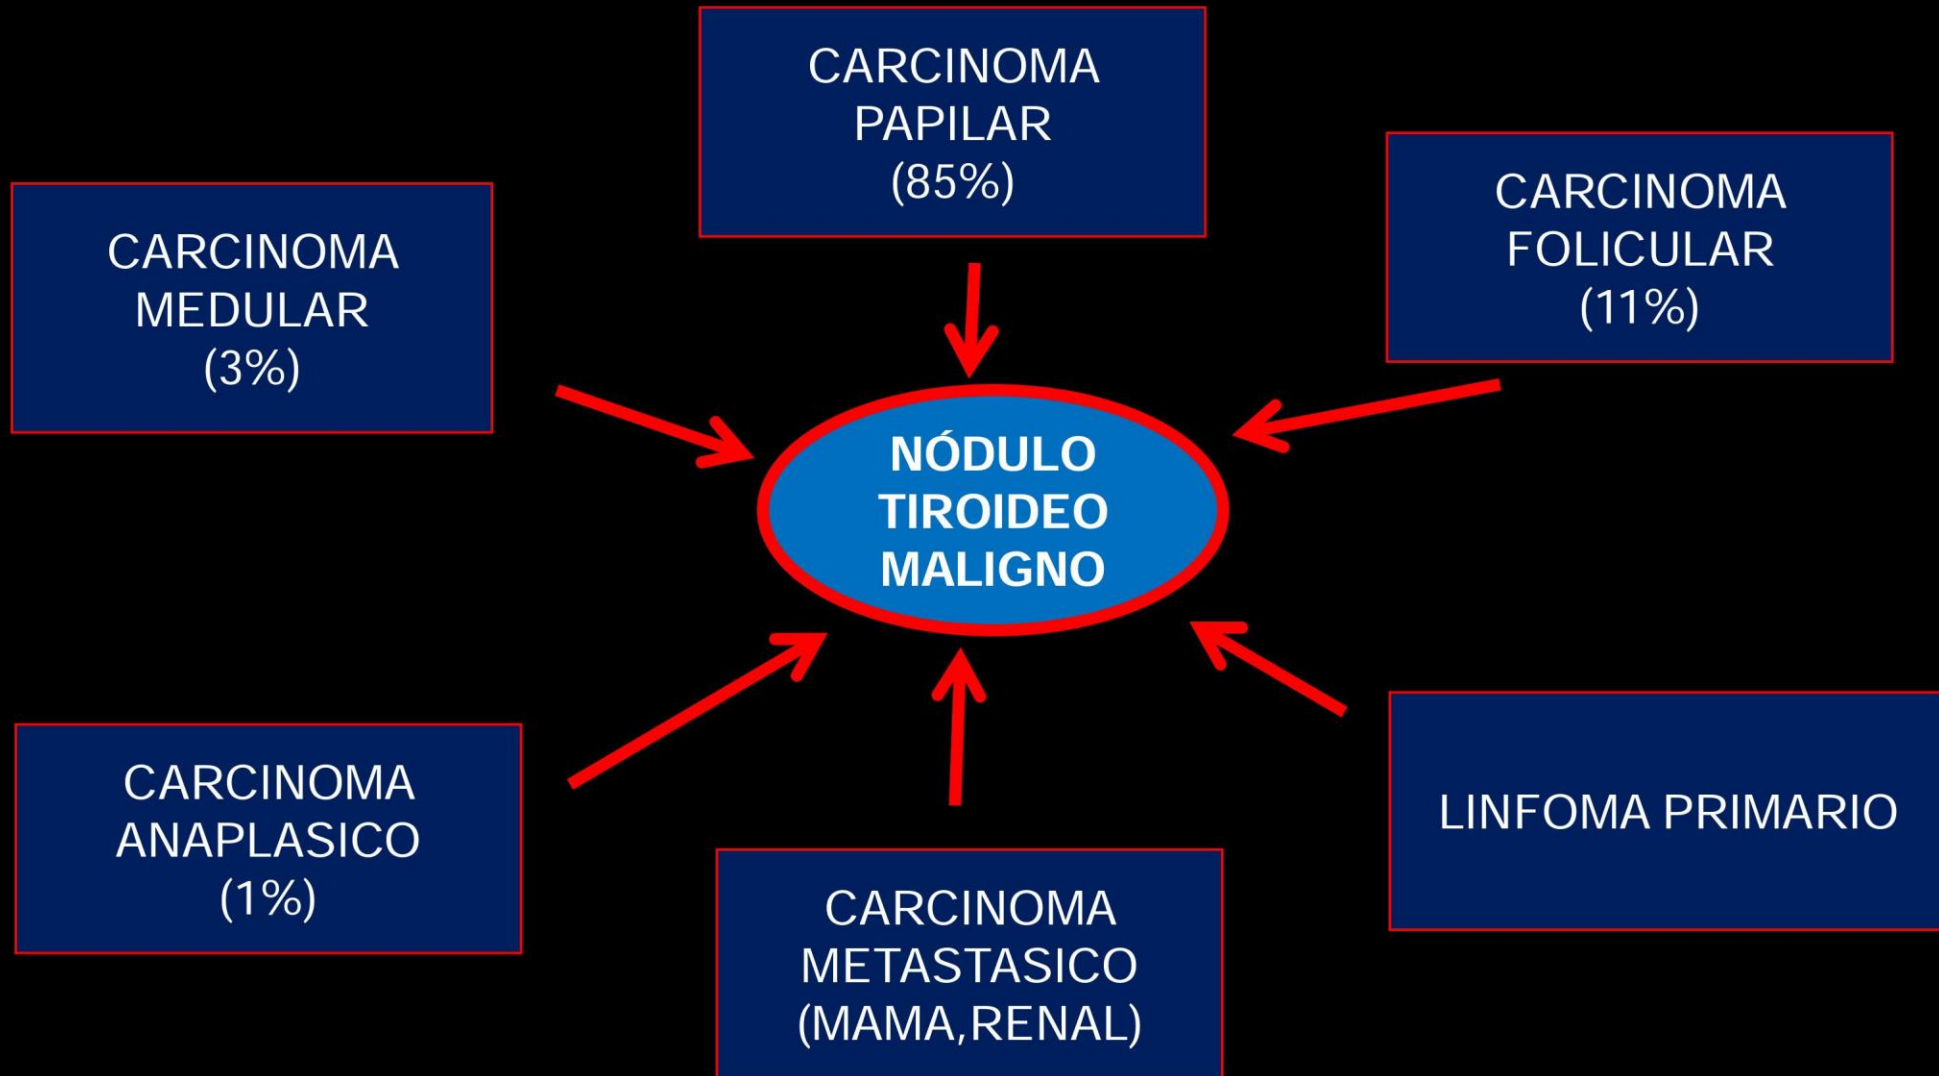 CARCINOMA
PAPILAR
(85%)
CARCINOMA
FOLICULAR
(11%)
CARCINOMA
MEDULAR
(3%)
NÓDULO
TIROIDEO
MALIGNO
CARCINOMA
ANAPLASICO
(1%)
CARCINOMA
METASTASICO
(MAMA,RENAL)
LINFOMA PRIMARIO